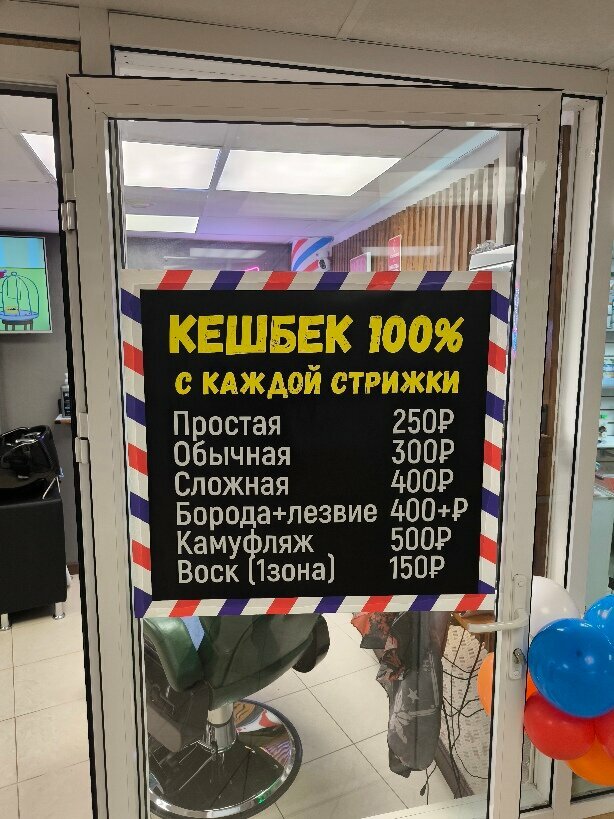 КЕШБЕК 100%
С КАЖДОЙ СТРИЖКИ
Простая 250₽
Обычная 300₽
Сложная 400₽
Борода+лезвие 400+₽
Камуфляж 500₽
Воск (1зона) 150₽